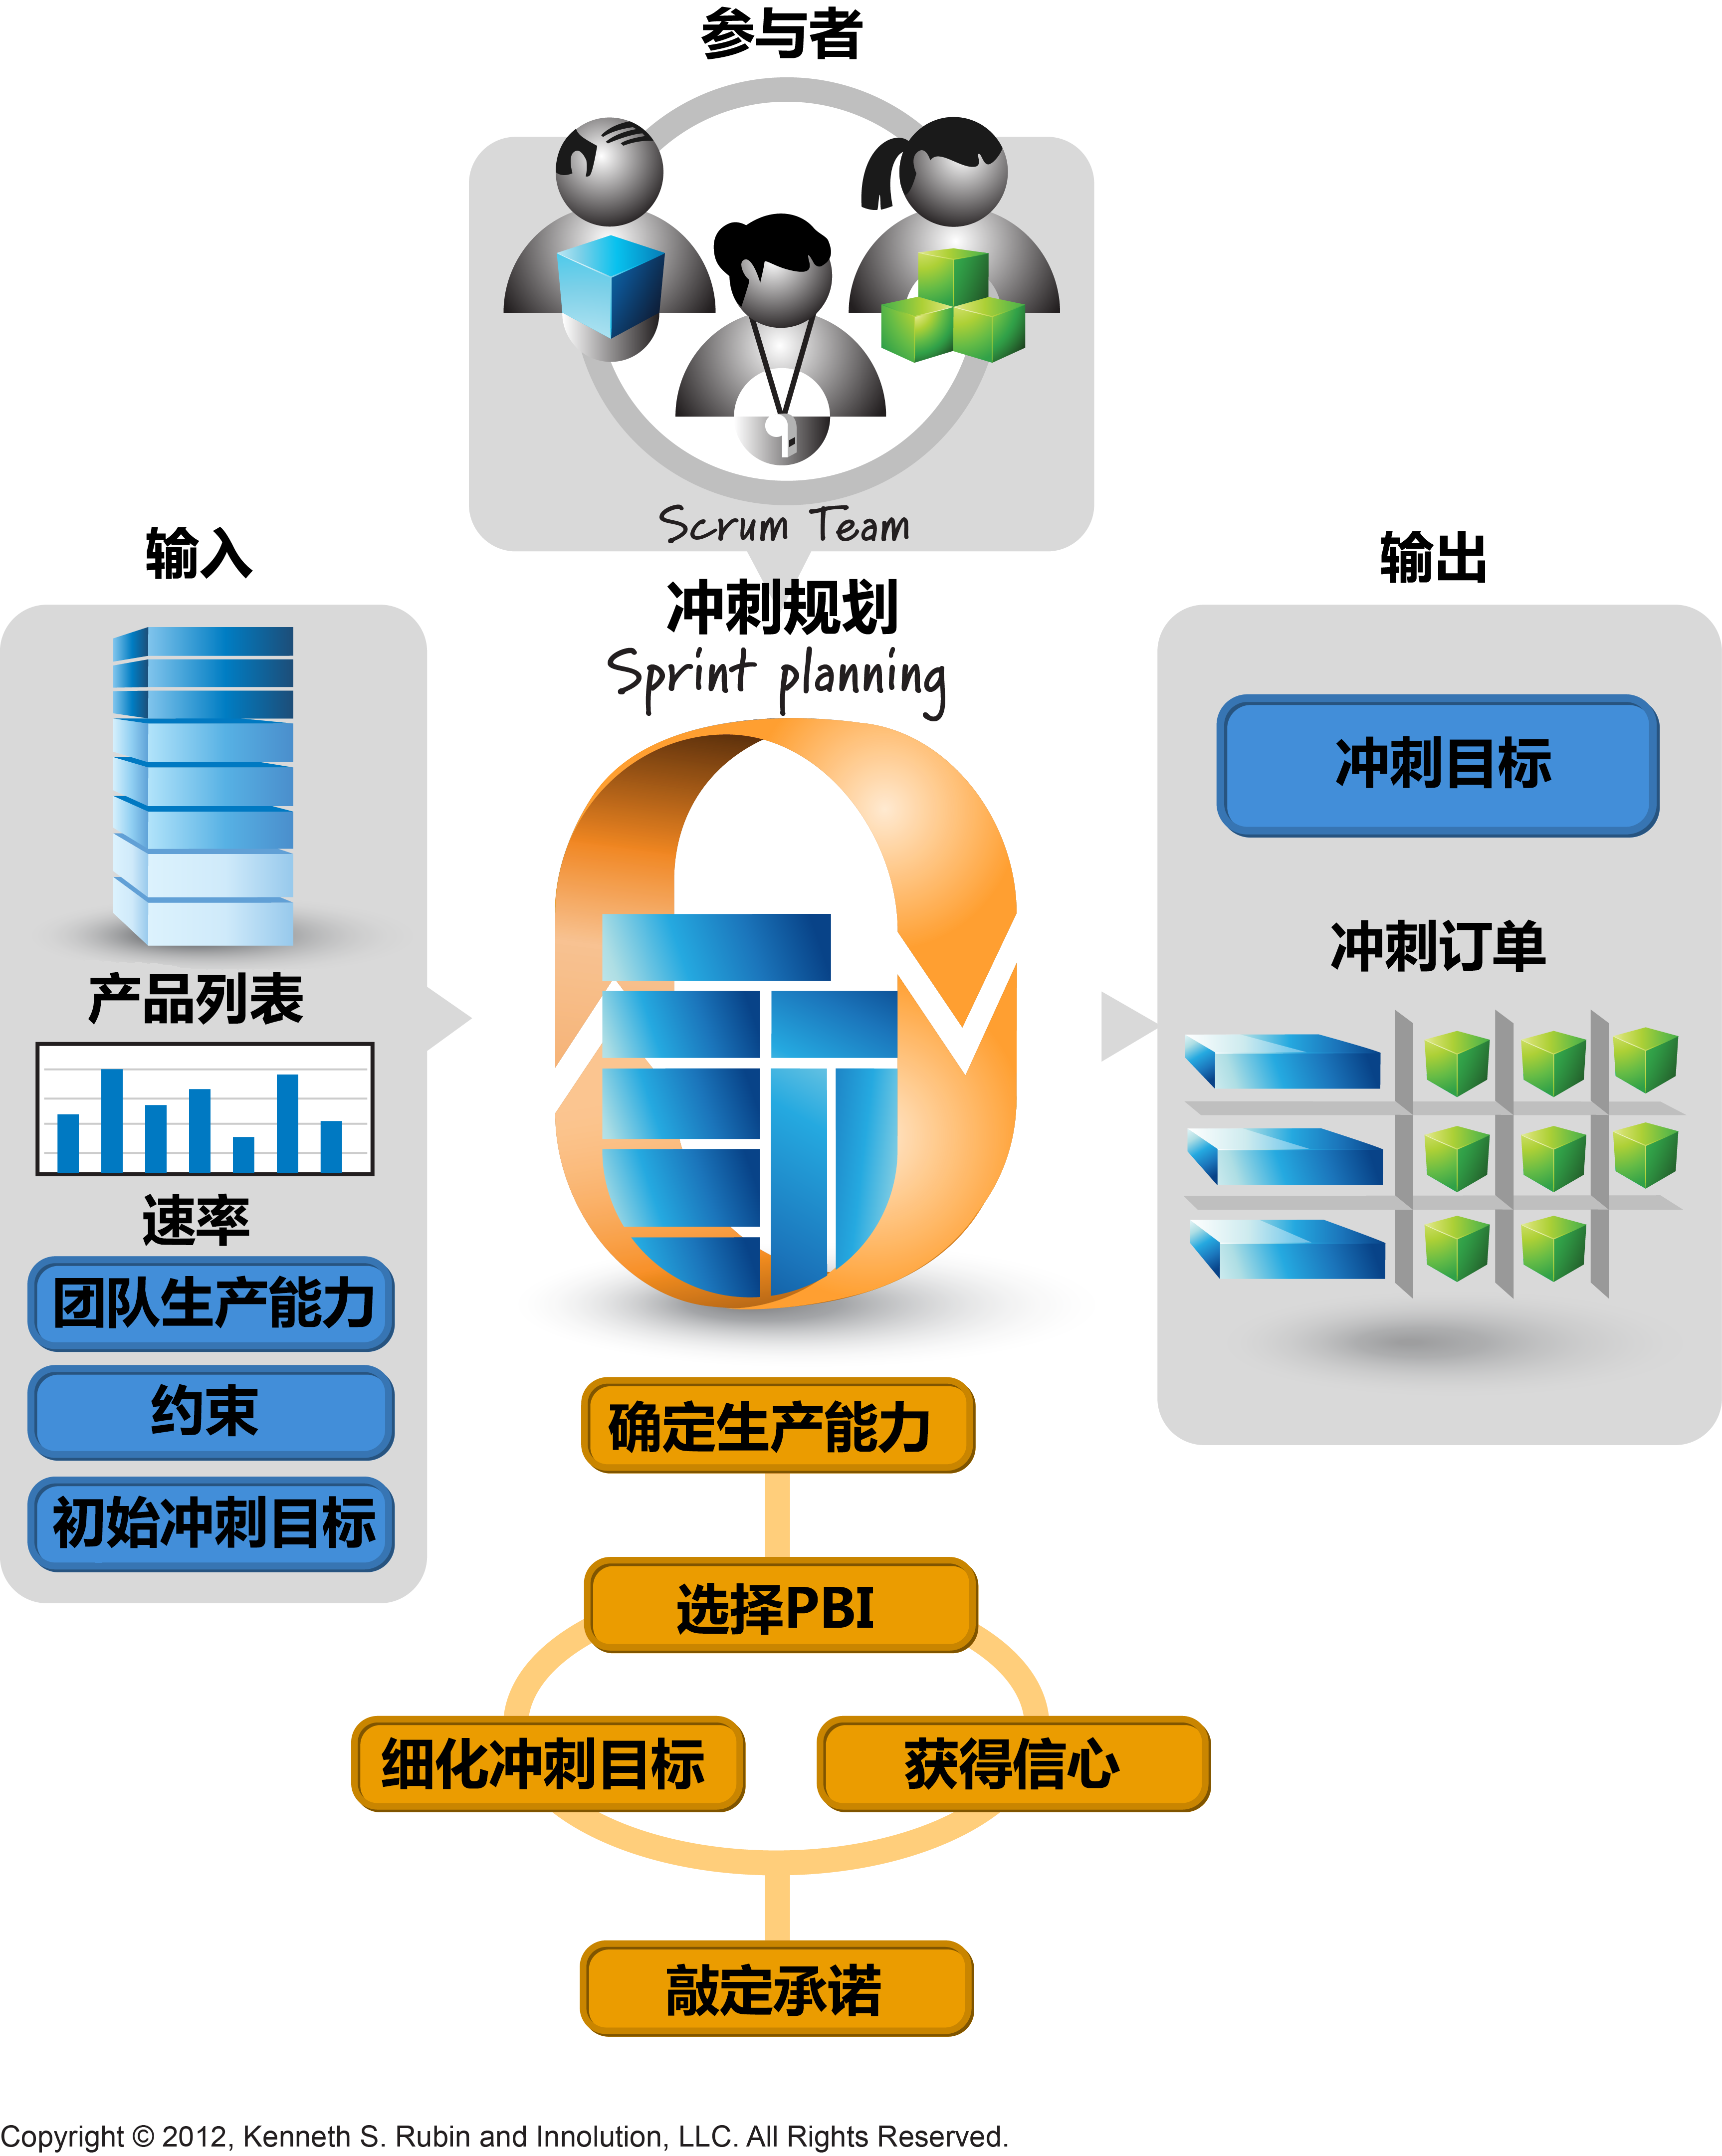 参与者
Scrum Team
输入
产品列表
速率
团队生产能力
约束
初始冲刺目标
冲刺规划
Sprint planning
确定生产能力
选择PBI
细化冲刺目标
获得信心
敲定承诺
输出
冲刺目标
冲刺订单
Copyright © 2012, Kenneth S. Rubin and Innolution, LLC. All Rights Reserved.